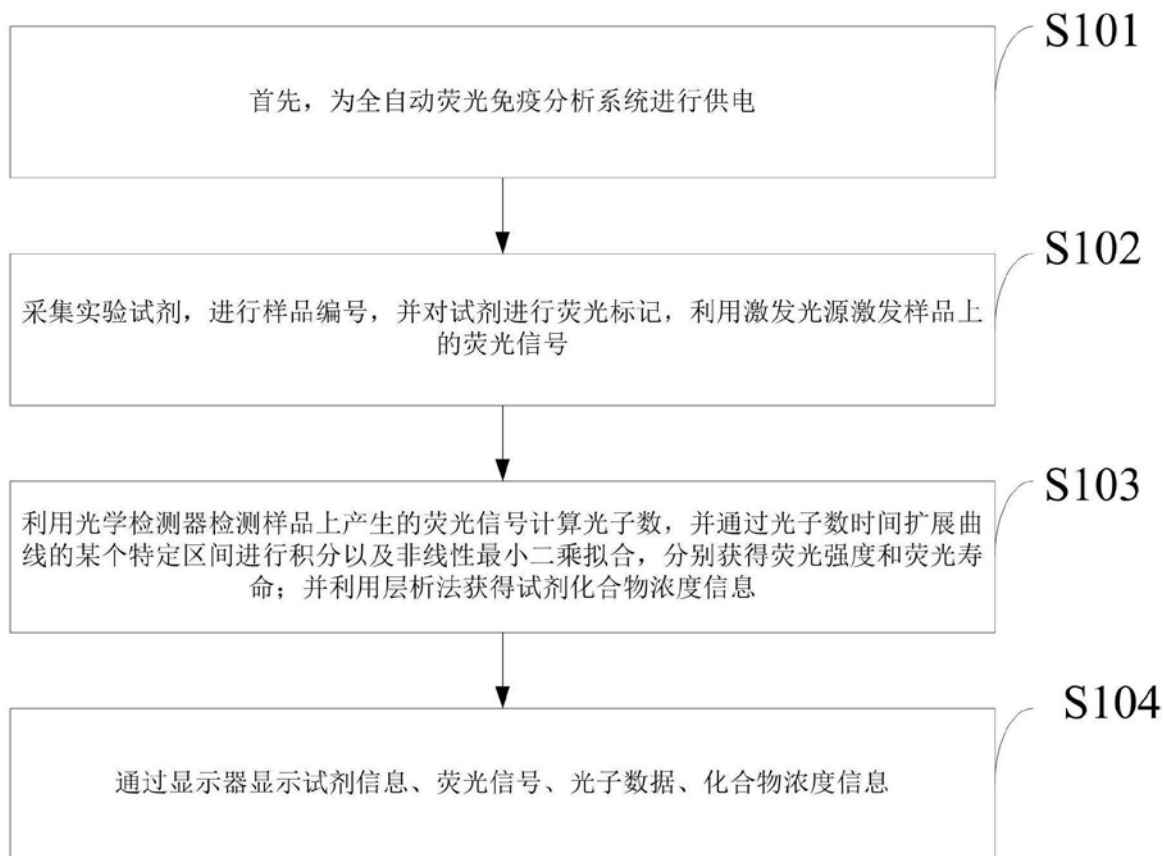 S101
首先，为全自动荧光免疫分析系统进行供电
S102
采集实验试剂，进行样品编号，并对试剂进行荧光标记，利用激发光源激发样品上
的荧光信号
S103
利用光学检测器检测样品上产生的荧光信号计算光子数，并通过光子数时间扩展曲
线的某个特定区间进行积分以及非线性最小二乘拟合，分别获得荧光强度和荧光寿
命；并利用层析法获得试剂化合物浓度信息
S104
通过显示器显示试剂信息、荧光信号、光子数据、化合物浓度信息